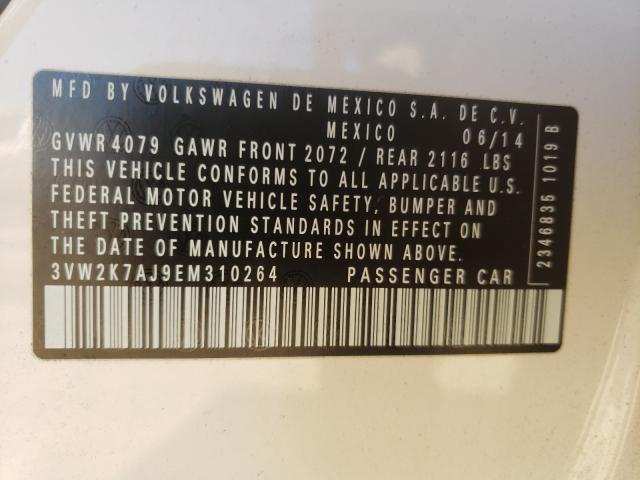 MFD BY VOLKSWAGEN DE MEXICO S.A. DE C.V.
MEXICO 06/14
GVWR 4079 GAWR FRONT 2072 / REAR 2116 LBS
THIS VEHICLE CONFORMS TO ALL APPLICABLE U.S.
FEDERAL MOTOR VEHICLE SAFETY, BUMPER AND
THEFT PREVENTION STANDARDS IN EFFECT ON
THE DATE OF MANUFACTURE SHOWN ABOVE.
3VW2K7AJ9EM310264 PASSENGER CAR
2346835 1019 B